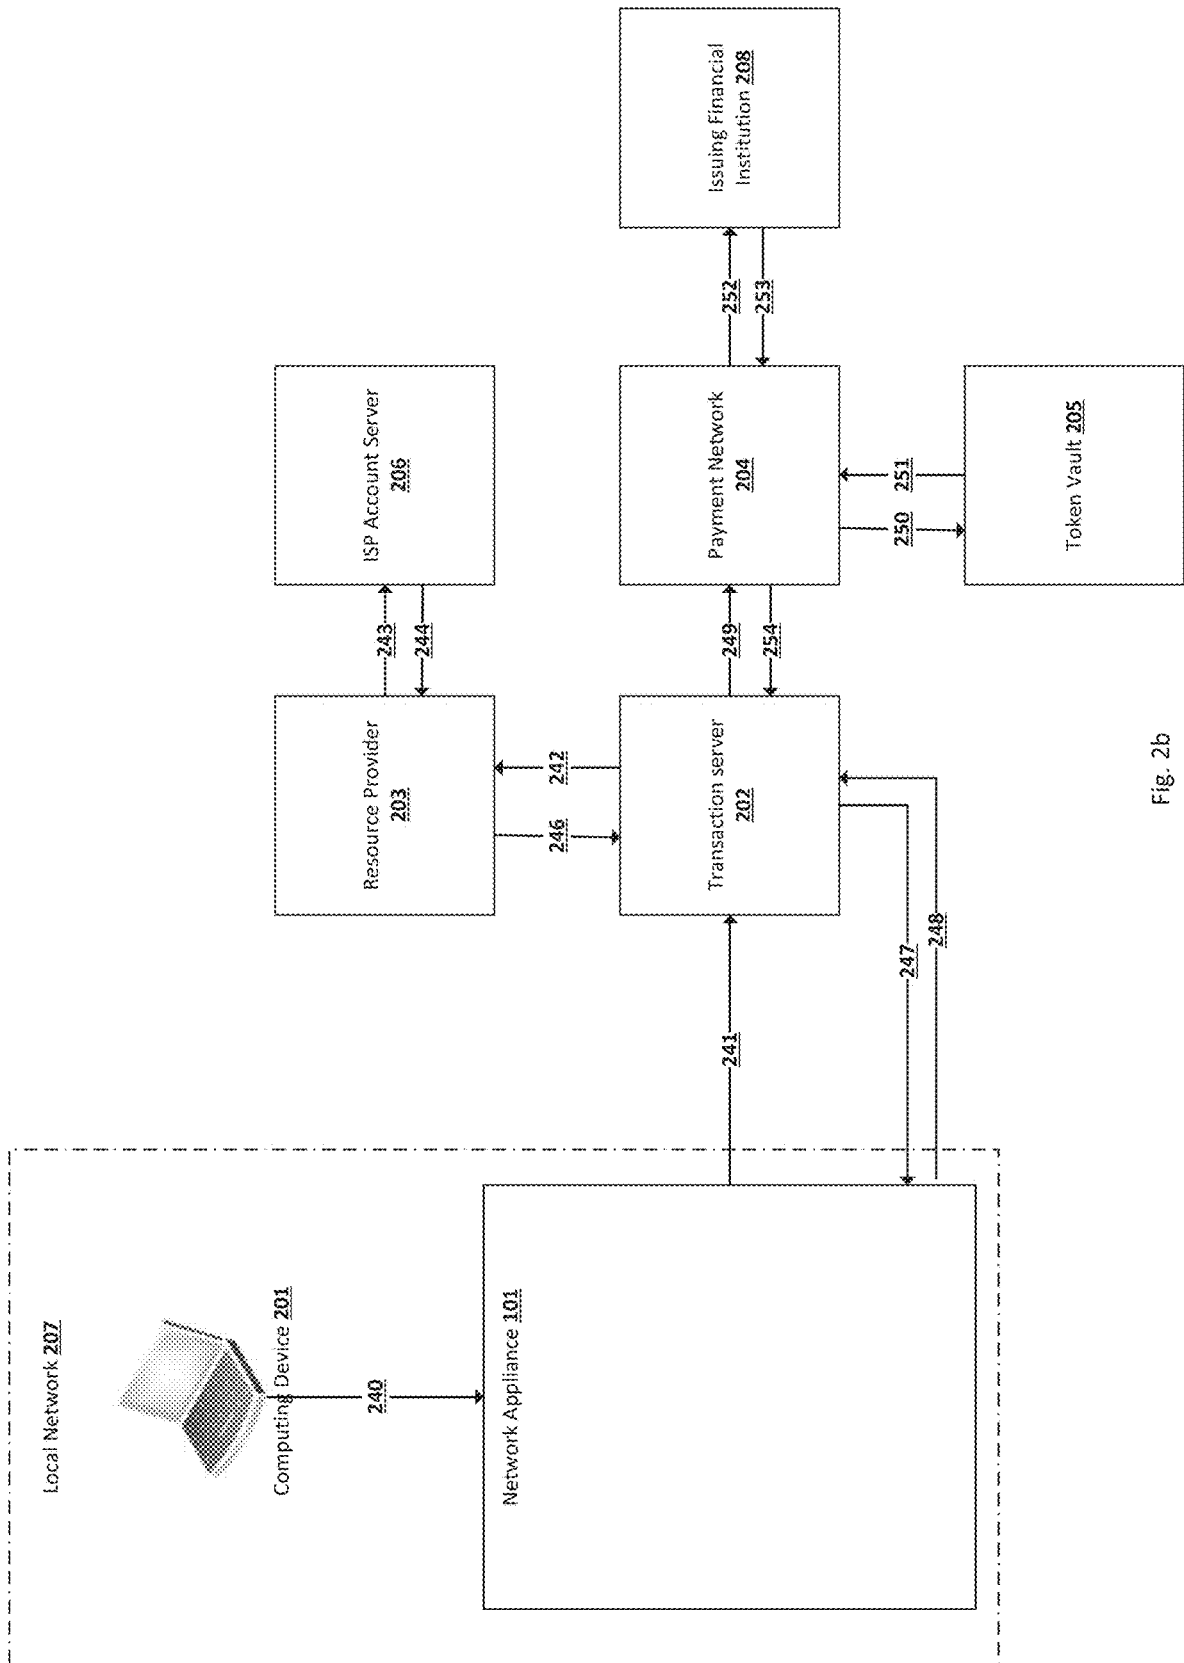 Local Network 207
Computing Device 201
240
Network Appliance 101
241
247
248
Resource Provider
203
246
242
Transaction server
202
243
244
249
254
ISP Account Server
206
Payment Network
204
250
251
Token Vault 205
252
253
Issuing Financial
Institution 208
Fig. 2b